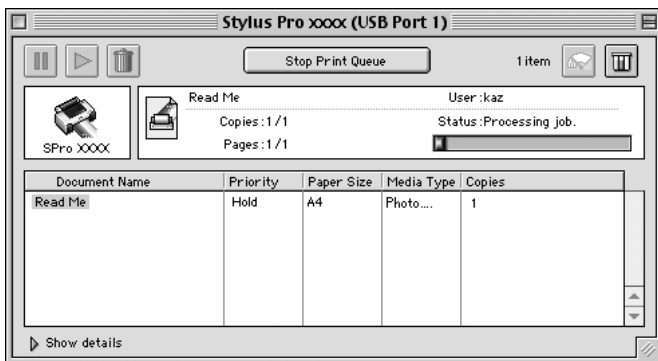 Stylus Pro xxxx (USB Port 1)
Stop Print Queue 1 item
Read Me User :kaz
Copies :1/1 Status :Processing job.
SPro XXXX Pages :1/1
Document Name Priority Paper Size Media Type Copies
Read Me Hold A4 Photo.... 1
Show details